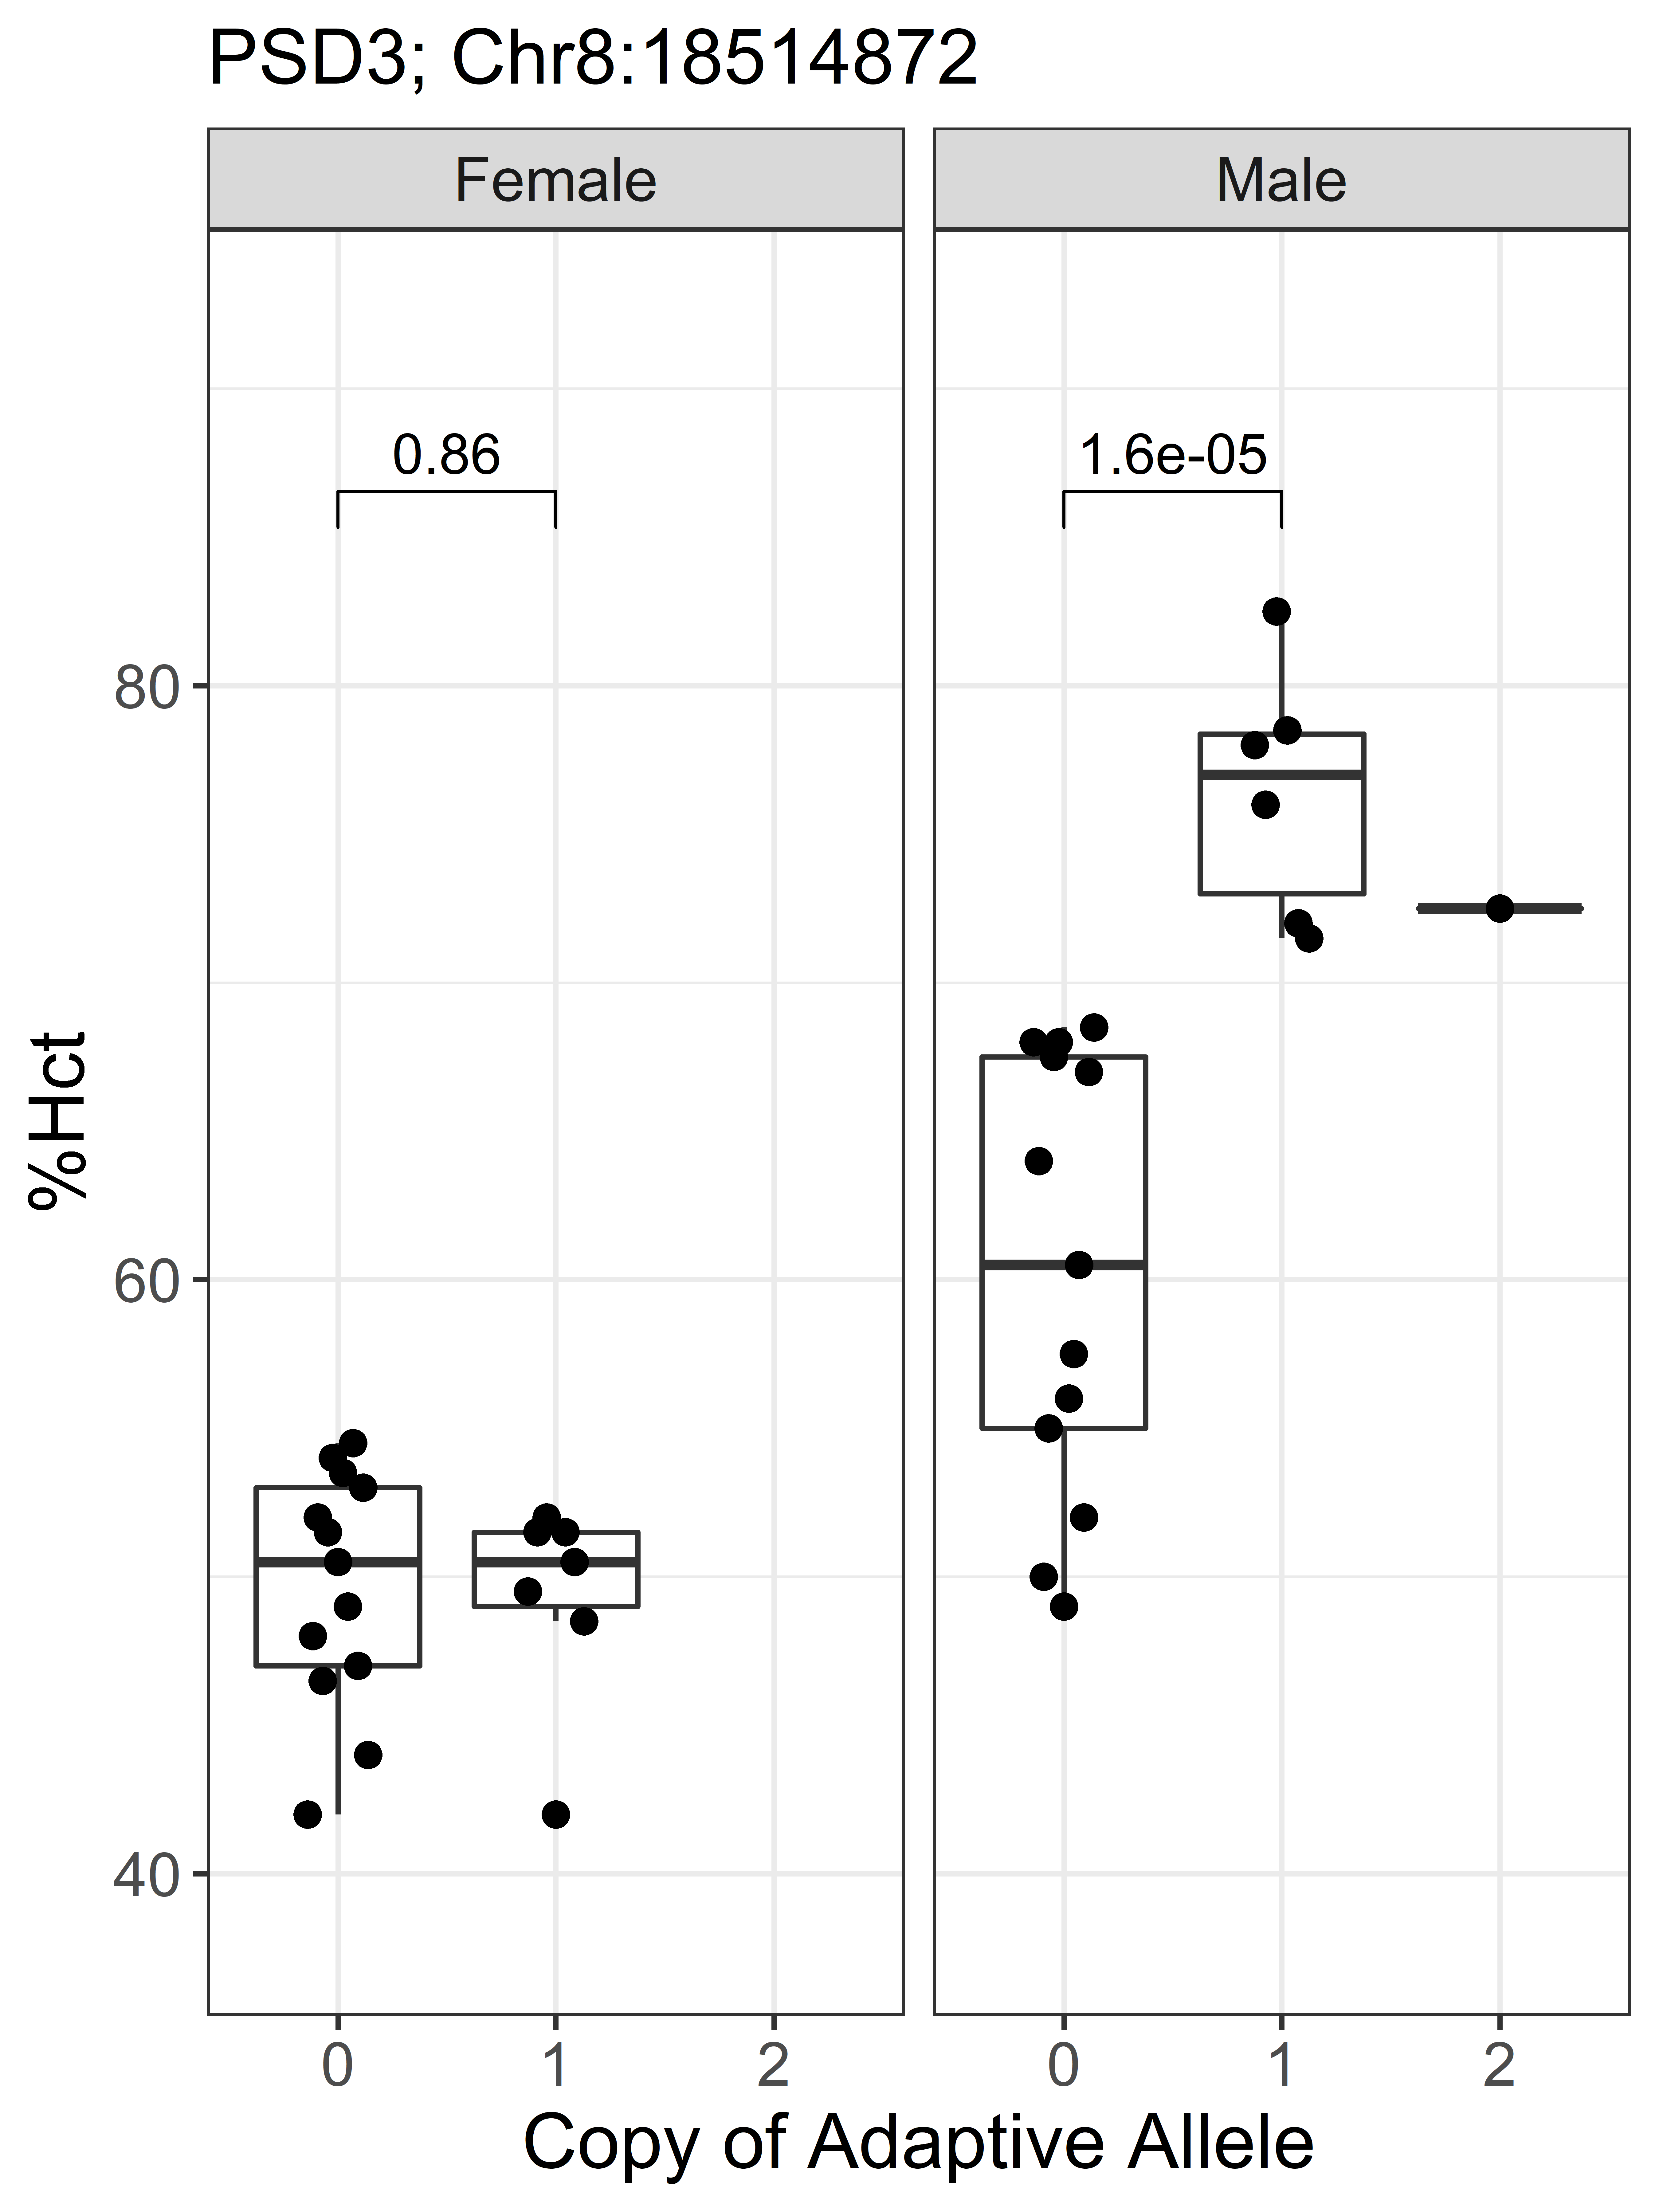 PSD3; Chr8:18514872
Female
Male
0.86
1.6e-05
80
60
40
%Hct
0 1 2
0 1 2
Copy of Adaptive Allele